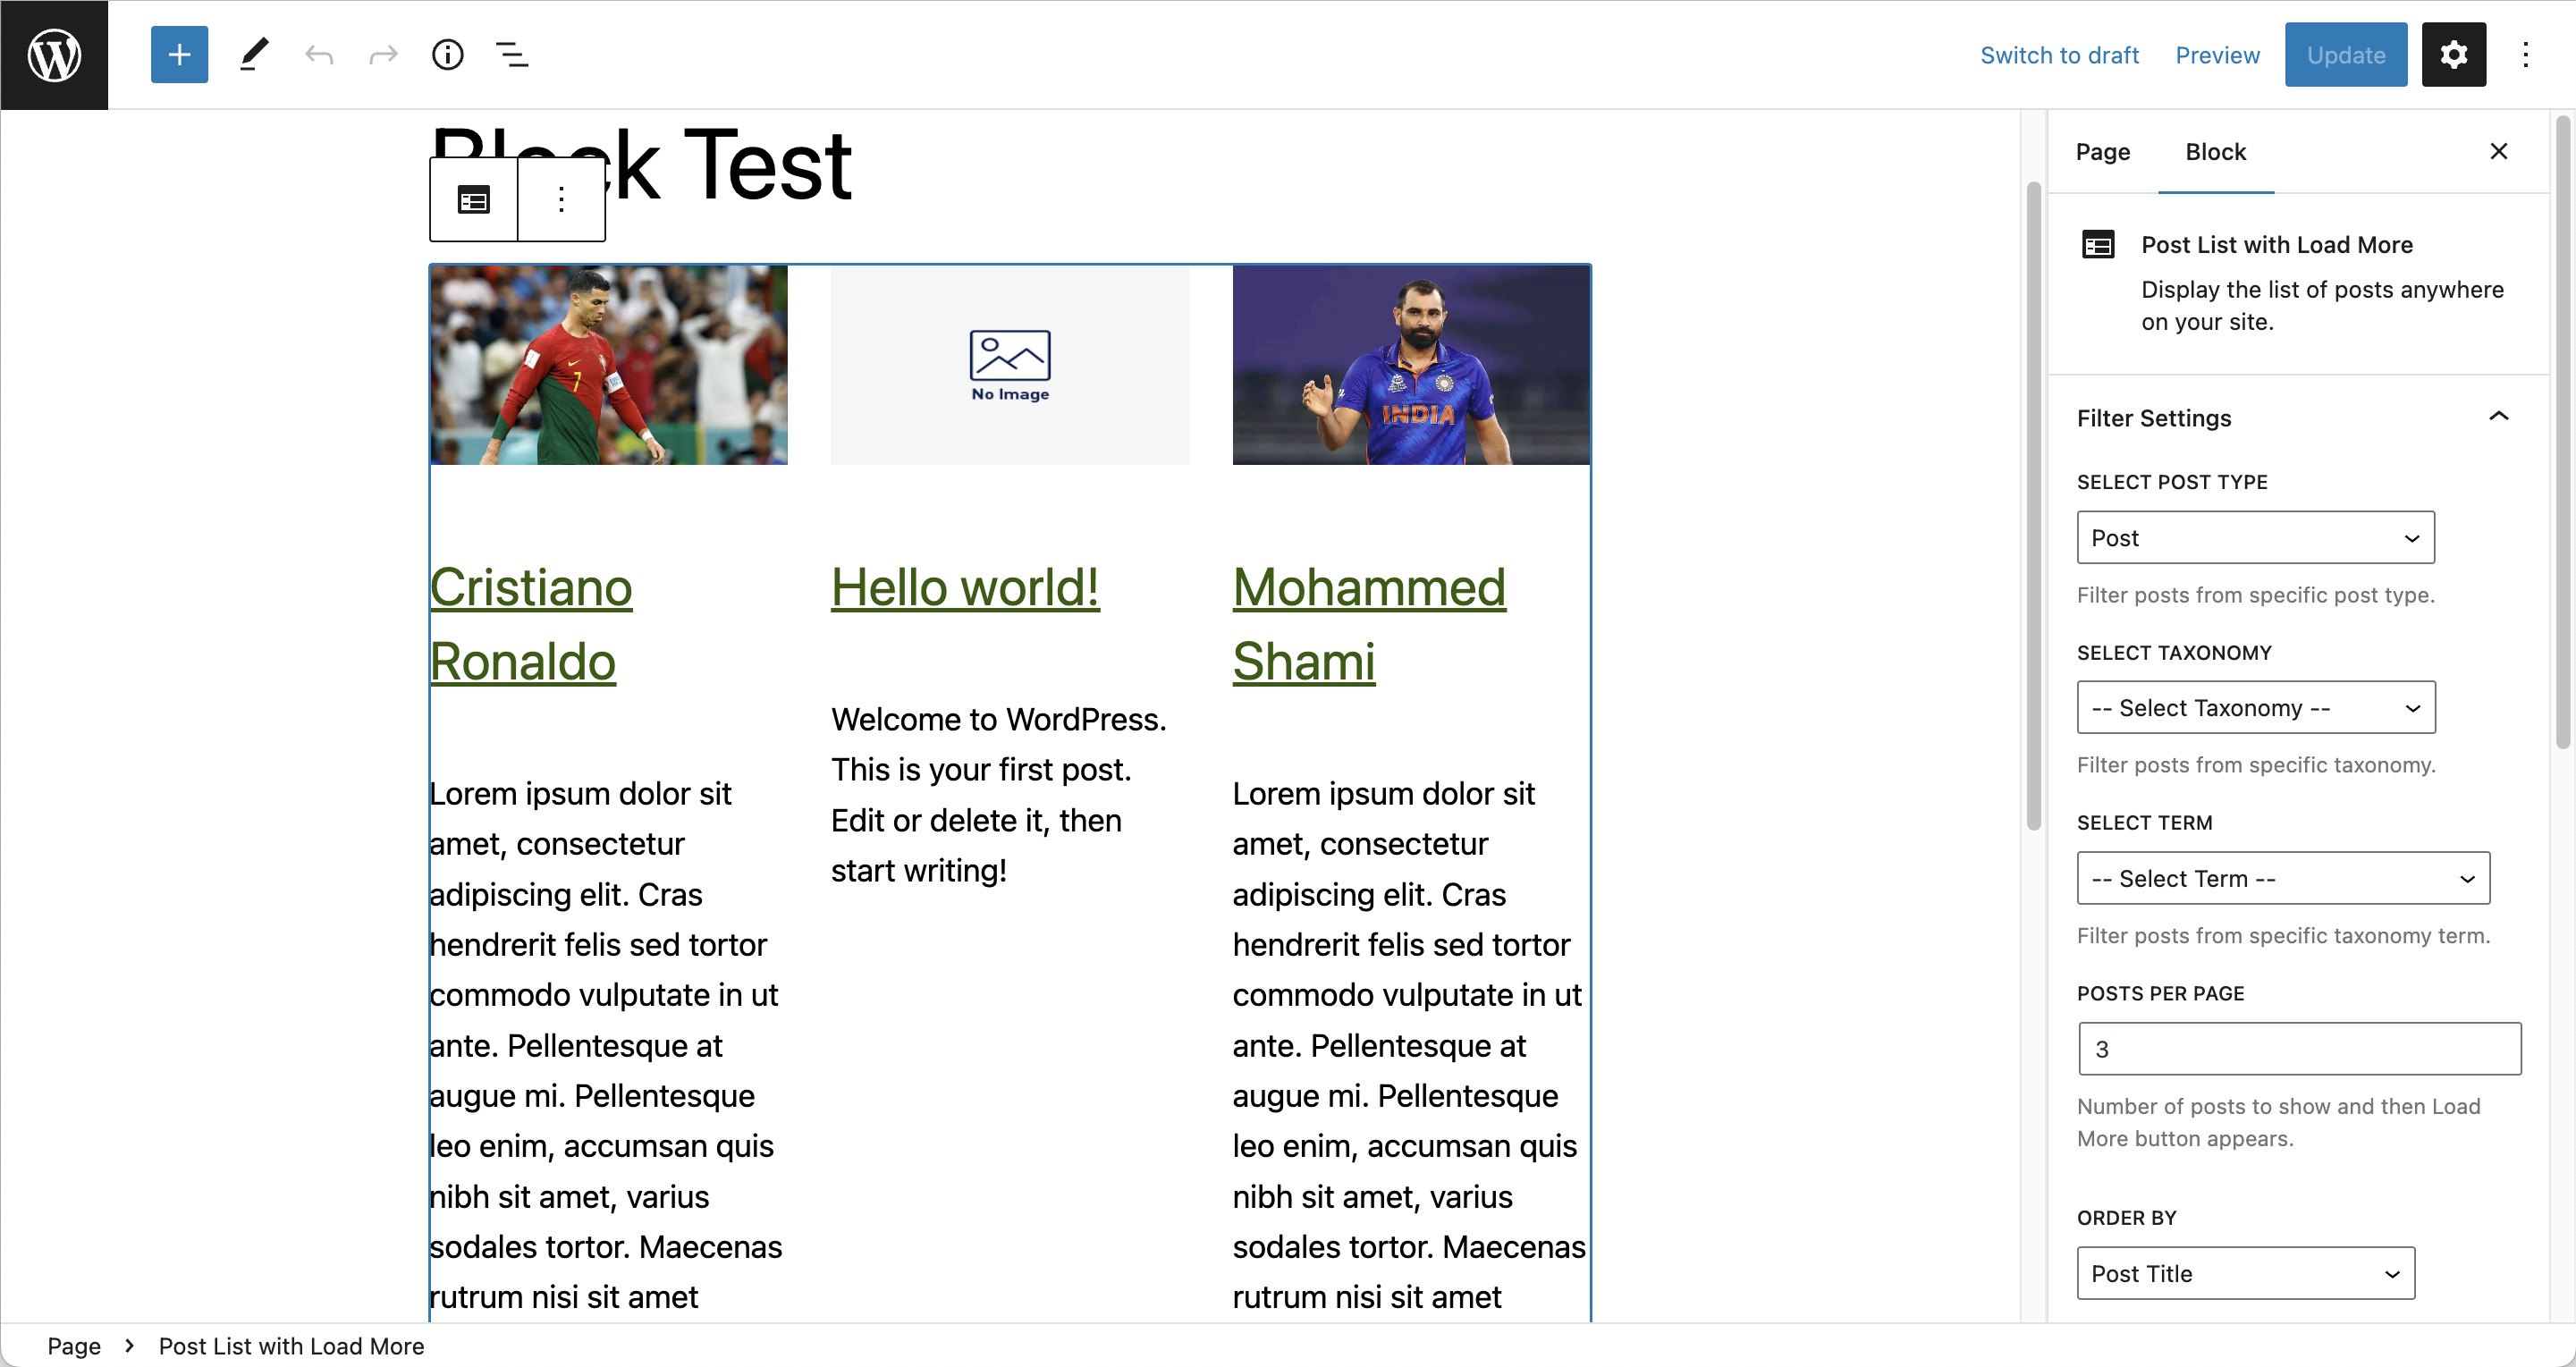 Switch to draft
Preview
Update
Block Test
No Image
7
INDIA
Cristiano
Ronaldo
Lorem ipsum dolor sit
amet, consectetur
adipiscing elit. Cras
hendrerit felis sed tortor
commodo vulputate in ut
ante. Pellentesque at
augue mi. Pellentesque
leo enim, accumsan quis
nibh sit amet, varius
sodales tortor. Maecenas
rutrum nisi sit amet
Hello world!
Welcome to WordPress.
This is your first post.
Edit or delete it, then
start writing!
Mohammed
Shami
Lorem ipsum dolor sit
amet, consectetur
adipiscing elit. Cras
hendrerit felis sed tortor
commodo vulputate in ut
ante. Pellentesque at
augue mi. Pellentesque
leo enim, accumsan quis
nibh sit amet, varius
sodales tortor. Maecenas
rutrum nisi sit amet
Page
Block
Post List with Load More
Display the list of posts anywhere
on your site.
Filter Settings
SELECT POST TYPE
Post
Filter posts from specific post type.
SELECT TAXONOMY
-- Select Taxonomy --
Filter posts from specific taxonomy.
SELECT TERM
-- Select Term --
Filter posts from specific taxonomy term.
POSTS PER PAGE
3
Number of posts to show and then Load
More button appears.
ORDER BY
Post Title
Page > Post List with Load More